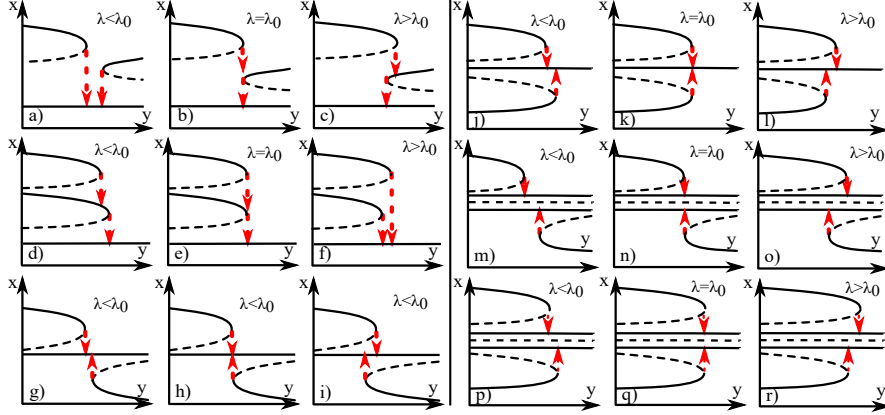 x λ<λ₀ a) y
x λ=λ₀ b) y
x λ>λ₀ c) y
x λ<λ₀ j) y
x λ=λ₀ k) y
x λ>λ₀ l) y
x λ<λ₀ d) y
x λ=λ₀ e) y
x λ>λ₀ f) y
x λ<λ₀ m) y
x λ=λ₀ n) y
x λ>λ₀ o) y
x λ<λ₀ g) y
x λ<λ₀ h) y
x λ<λ₀ i) y
x λ<λ₀ p) y
x λ=λ₀ q) y
x λ>λ₀ r) y